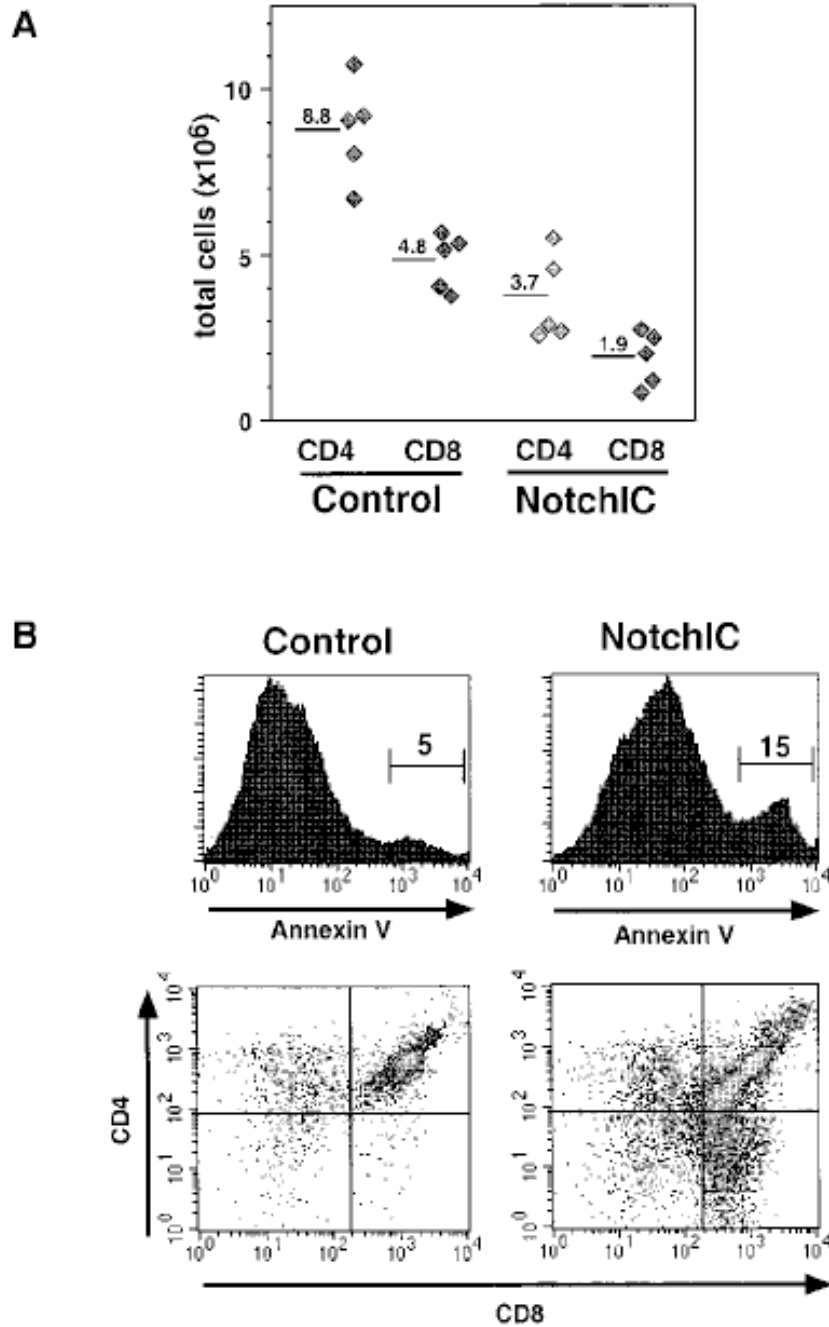 A
total cells (x10⁶)
10
5
0
8.8
4.8
3.7
1.9
CD4 CD8 CD4 CD8
Control NotchIC
B
Control NotchIC
5 15
10⁰ 10¹ 10² 10³ 10⁴ 10⁰ 10¹ 10² 10³ 10⁴
Annexin V Annexin V
CD4
10⁴ 10⁴
10³ 10³
10² 10²
10¹ 10¹
10⁰ 10⁰
10⁰ 10¹ 10² 10³ 10⁴ 10⁰ 10¹ 10² 10³ 10⁴
CD8